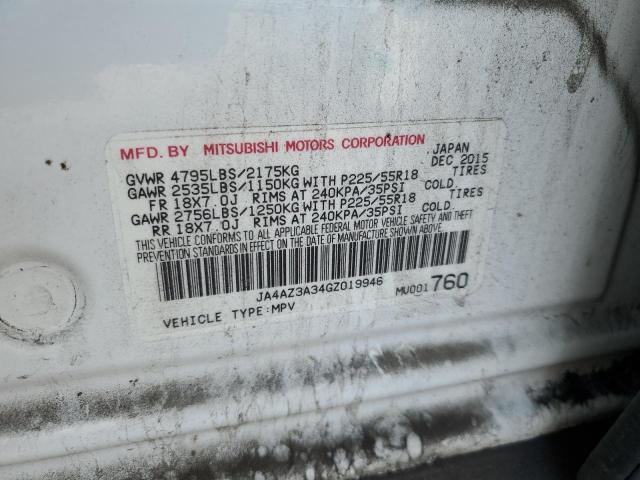 MFD. BY MITSUBISHI MOTORS CORPORATION JAPAN
GVWR 4795LBS/2175KG DEC 2015
GAWR 2535LBS/1150KG WITH P225/55R18 TIRES
FR 18X7.0J RIMS AT 240KPA/35PSI COLD.
GAWR 2756LBS/1250KG WITH P225/55R18 TIRES
RR 18X7.0J RIMS AT 240KPA/35PSI COLD.
THIS VEHICLE CONFORMS TO ALL APPLICABLE FEDERAL MOTOR VEHICLE SAFETY AND THEFT
PREVENTION STANDARDS IN EFFECT ON THE DATE OF MANUFACTURE SHOWN ABOVE.
JA4AZ3A34GZ019946
MU001 760
VEHICLE TYPE:MPV